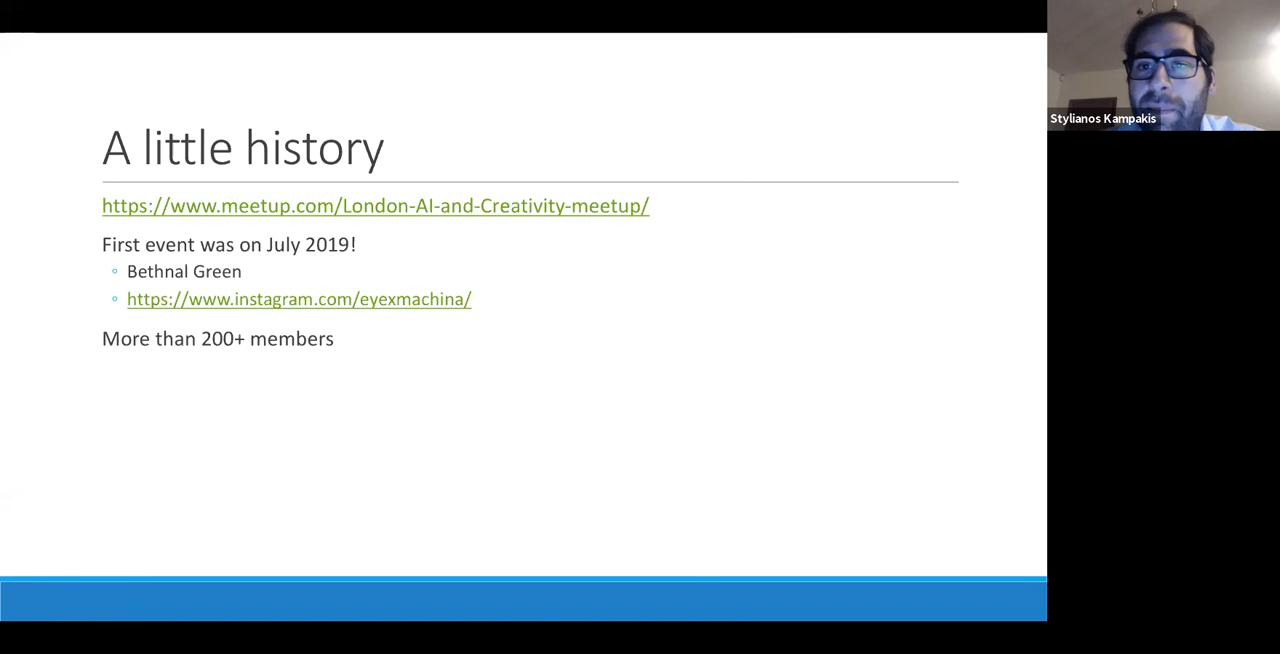 A little history
https://www.meetup.com/London-AI-and-Creativity-meetup/
First event was on July 2019!
◦ Bethnal Green
◦ https://www.instagram.com/eyexmachina/
More than 200+ members
Stylianos Kampakis